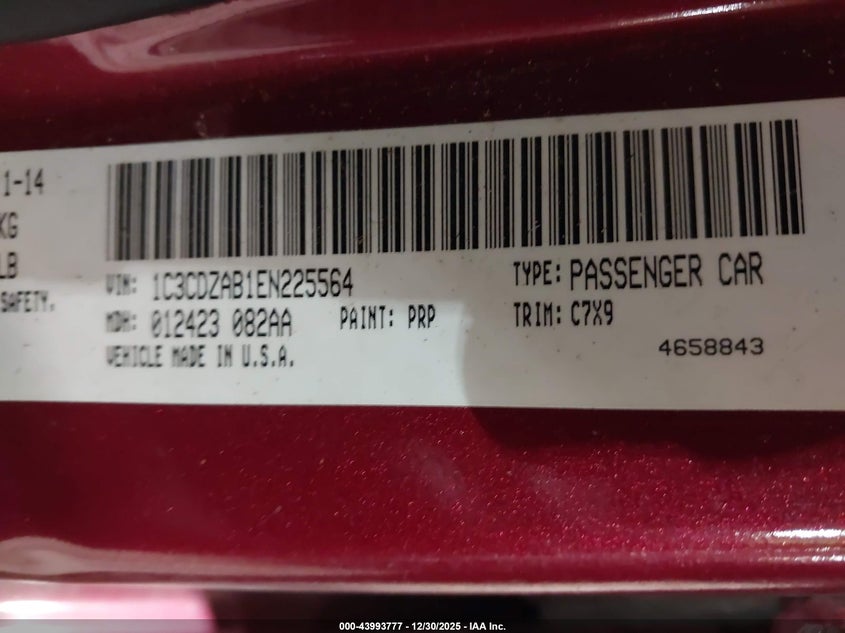 1-14
KG
LB
SAFETY.
VIN: 1C3CDZAB1EN225564
TYPE: PASSENGER CAR
MDH: 012423 082AA
PAINT: PRP
TRIM: C7X9
VEHICLE MADE IN U.S.A.
4658843
000-43993777 - 12/30/2025 - IAA Inc.